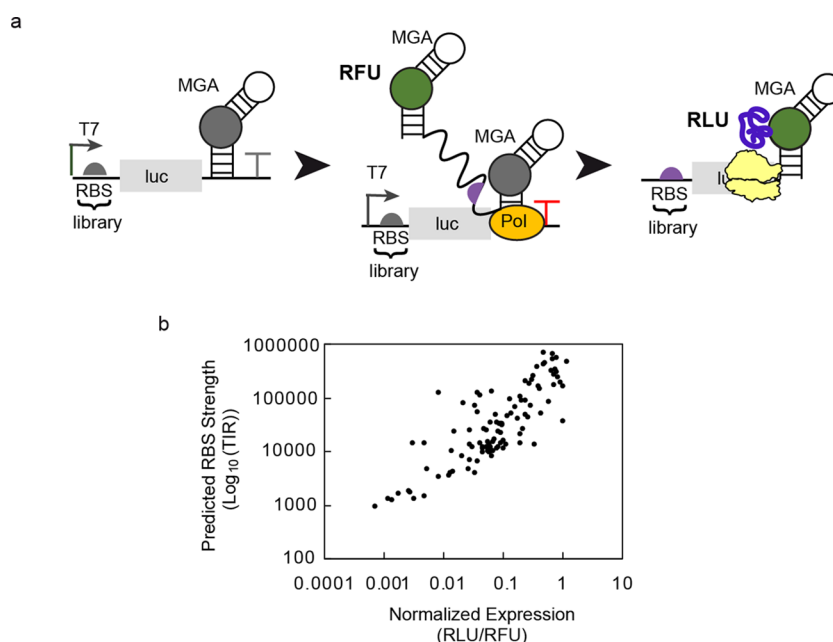 a
MGA
T7
luc
RBS
library
RFU
MGA
MGA
T7
luc
Pol
RBS
library
MGA
RLU
RBS
library
b
Predicted RBS Strength
(Log10(TIR))
1000000
100000
10000
1000
100
0.0001
0.001
0.01
0.1
1
10
Normalized Expression
(RLU/RFU)